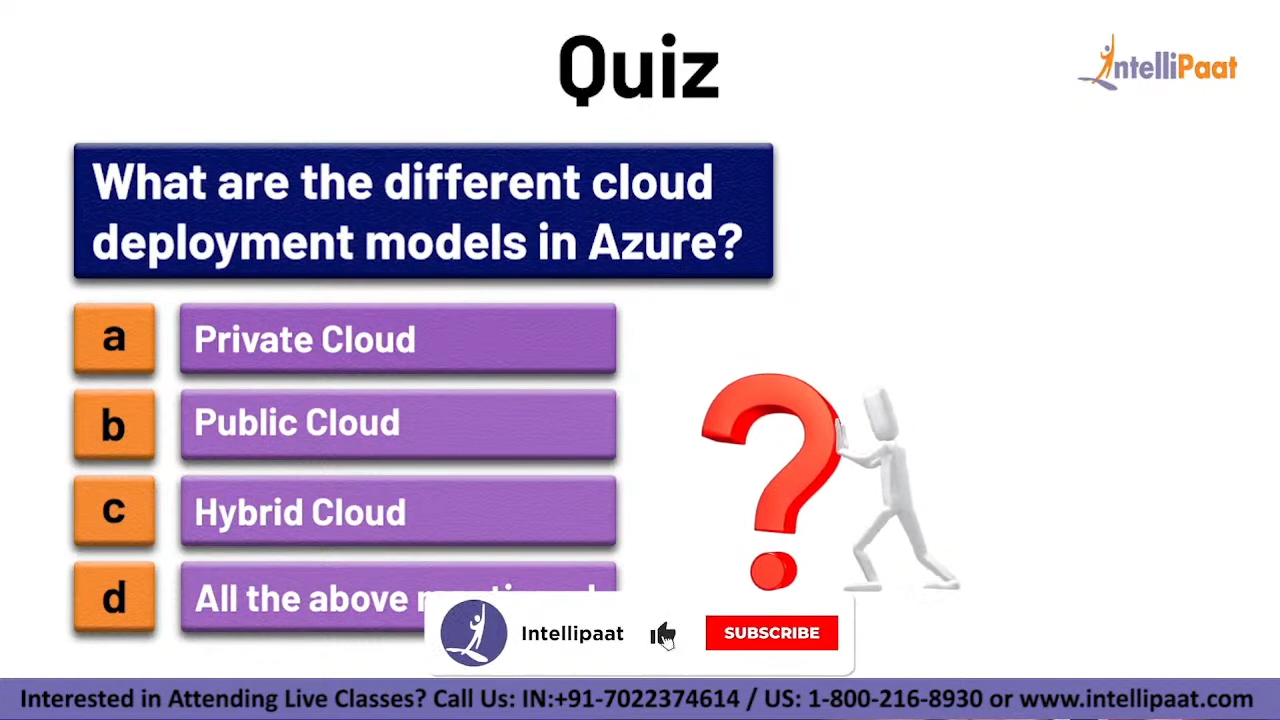 Quiz
IntelliPaat
What are the different cloud
deployment models in Azure?
a
Private Cloud
b
Public Cloud
c
Hybrid Cloud
d
All the above
Intellipaat
SUBSCRIBE
Interested in Attending Live Classes? Call Us: IN:+91-7022374614 / US: 1-800-216-8930 or www.intellipaat.com